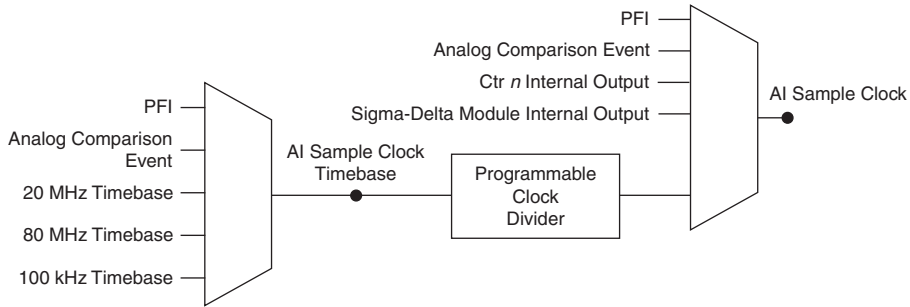 PFI
Analog Comparison Event
Ctr n Internal Output
Sigma-Delta Module Internal Output
AI Sample Clock
PFI
Analog Comparison
Event
20 MHz Timebase
80 MHz Timebase
100 kHz Timebase
AI Sample Clock
Timebase
Programmable
Clock
Divider